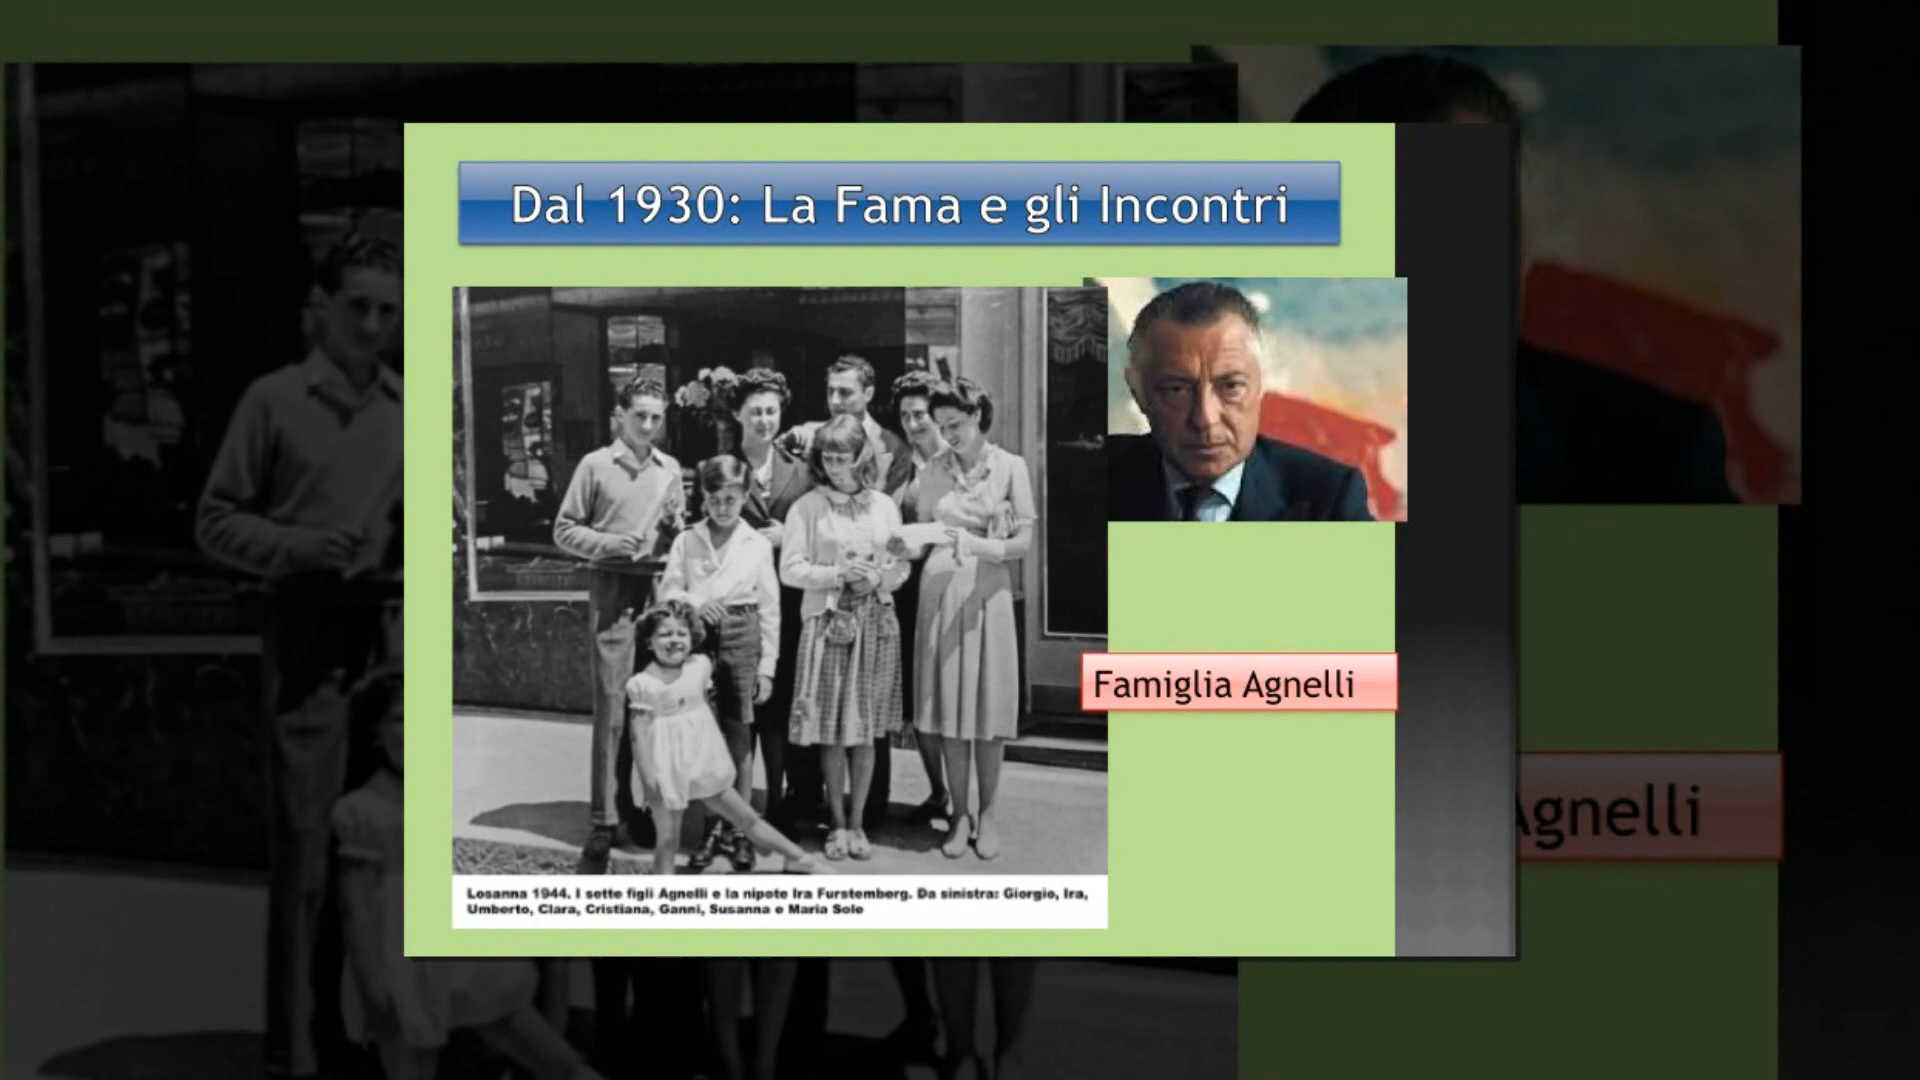 Dal 1930: La Fama e gli Incontri
Famiglia Agnelli
Losanna 1944. I sette figli Agnelli e la nipote Ira Furstemberg. Da sinistra: Giorgio, Ira,
Umberto, Clara, Cristiana, Ganni, Susanna e Maria Sole
Agnelli